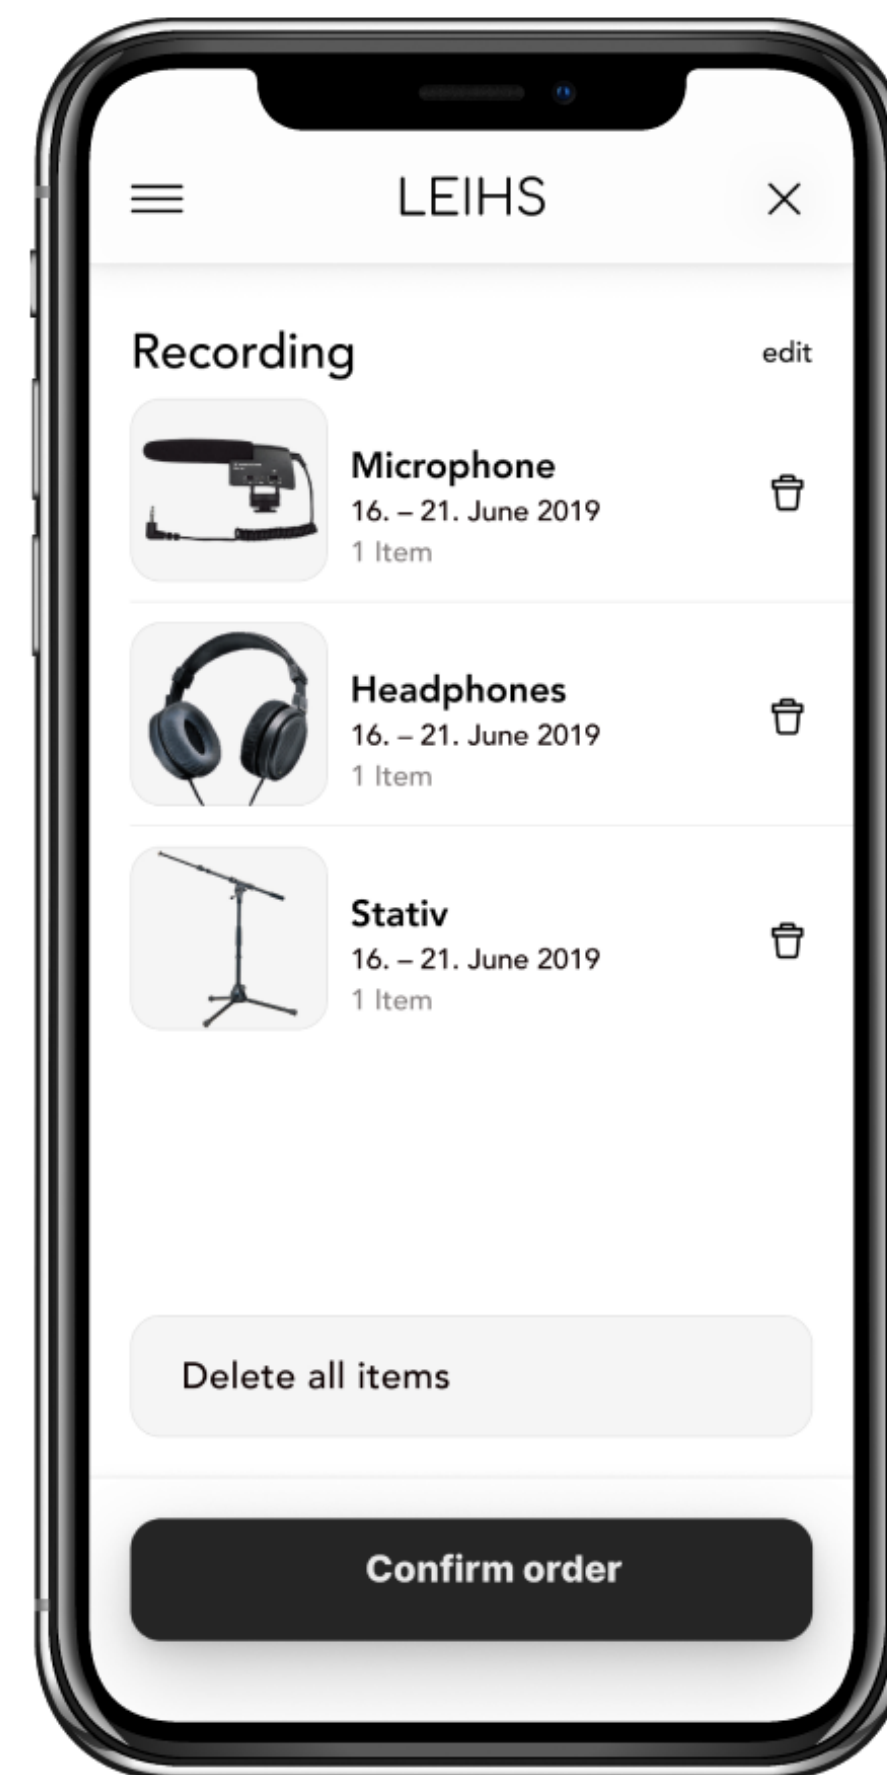 LEIHS
Recording
edit
Microphone
16. – 21. June 2019
1 Item
Headphones
16. – 21. June 2019
1 Item
Stativ
16. – 21. June 2019
1 Item
Delete all items
Confirm order